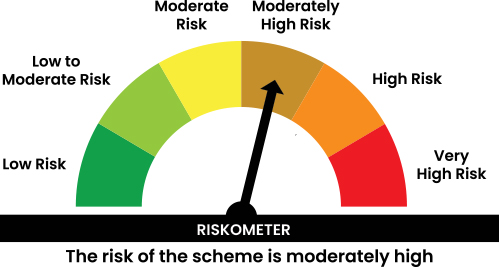 Moderate
Risk
Moderately
High Risk
Low to
Moderate Risk
High Risk
Low Risk
Very
High Risk
RISKOMETER
The risk of the scheme is moderately high